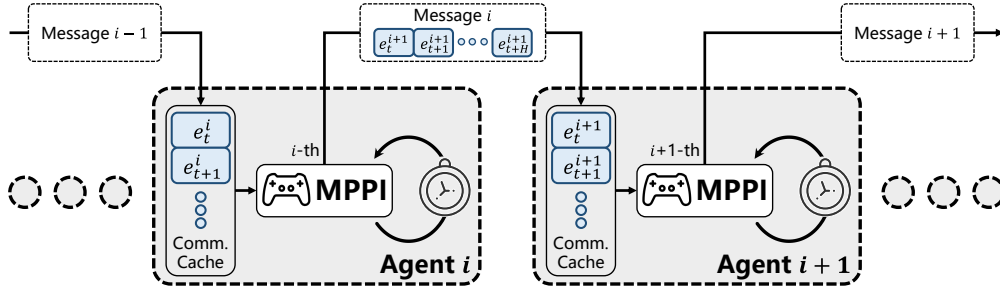 Message i − 1
Message i
e_t^{i+1} e_{t+1}^{i+1} e_{t+H}^{i+1}
Message i + 1
e_t^i
e_{t+1}^i
Comm.
Cache
i-th
MPPI
Agent i
e_t^{i+1}
e_{t+1}^{i+1}
Comm.
Cache
i+1-th
MPPI
Agent i + 1